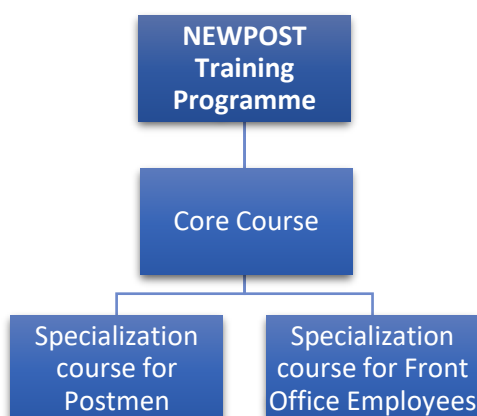 NEWPOST
Training
Programme
Core Course
Specialization
course for
Postmen
Specialization
course for Front
Office Employees